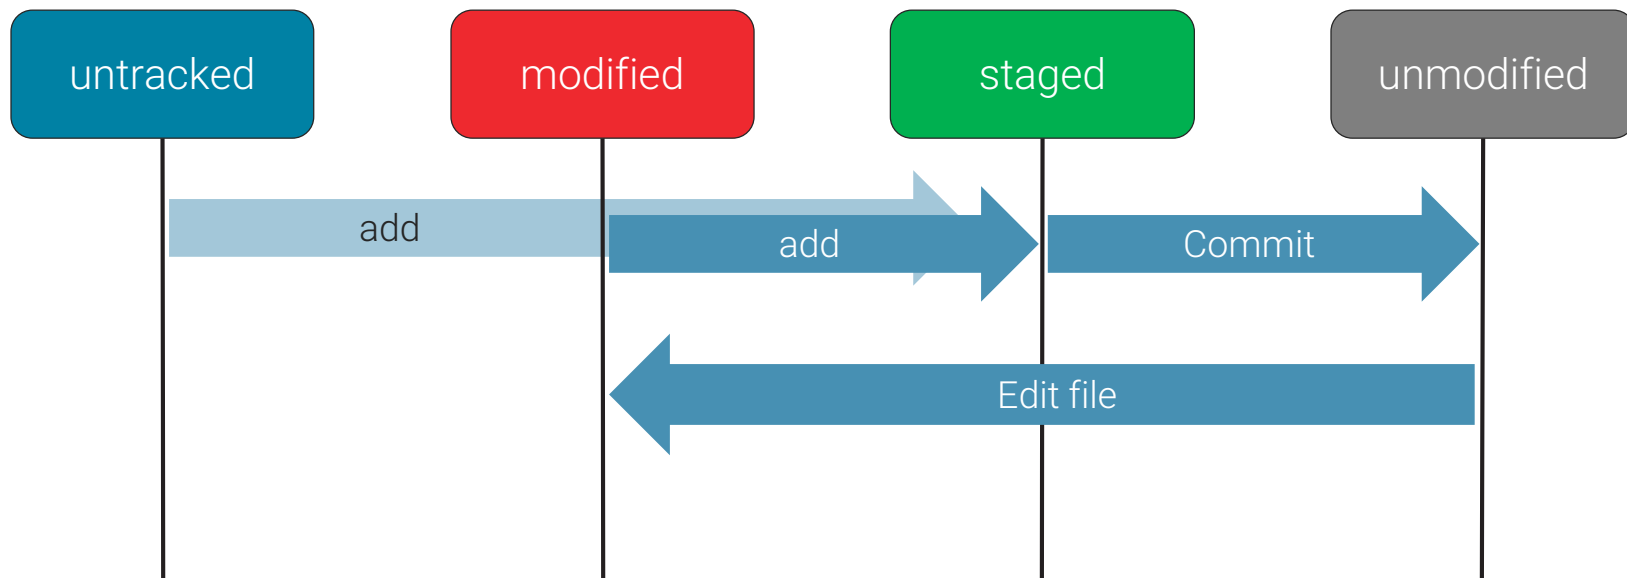 untracked
modified
staged
unmodified
add
add
Commit
Edit file